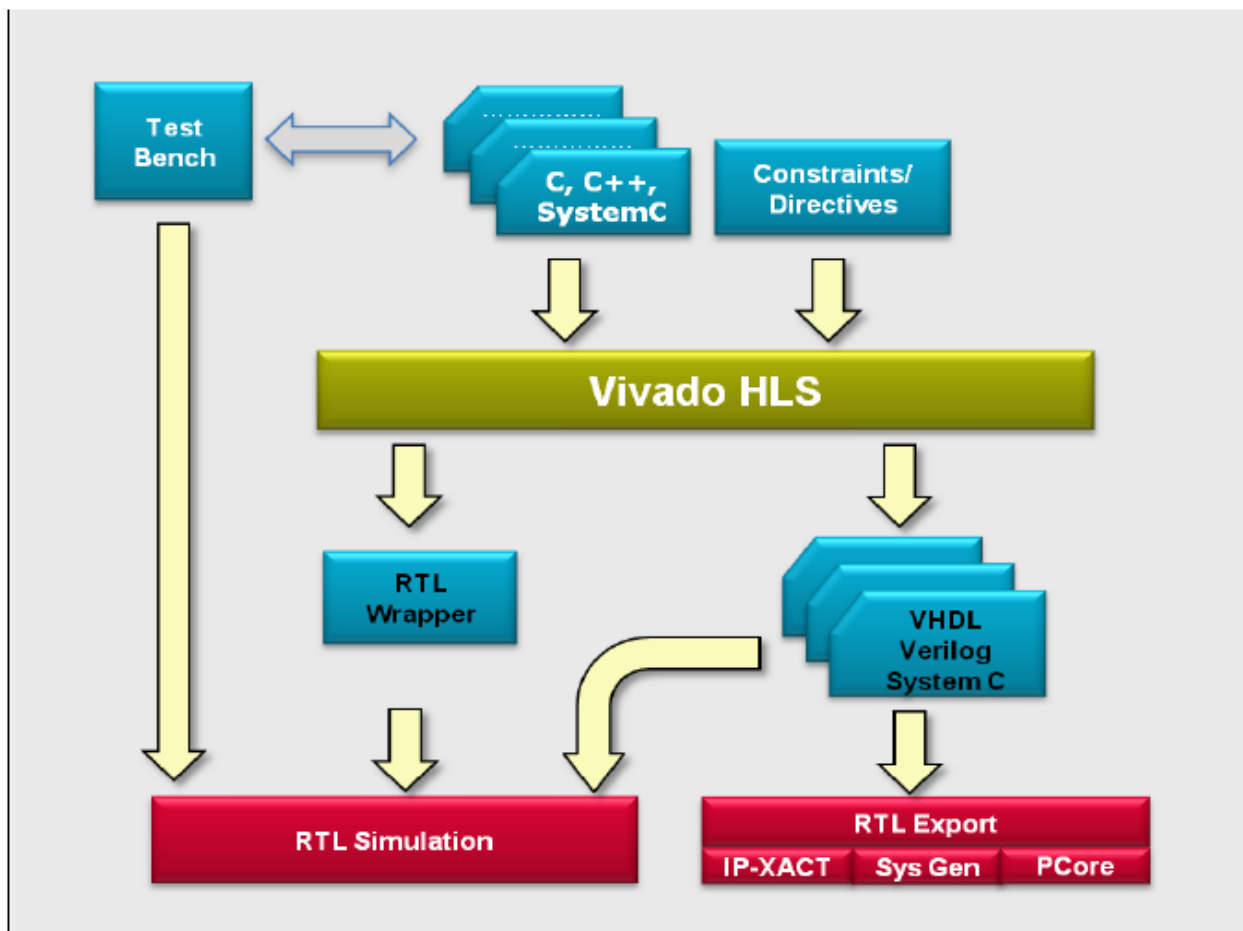 Test
Bench
……………
……………
C, C++,
SystemC
Constraints/
Directives
Vivado HLS
RTL
Wrapper
VHDL
Verilog
System C
RTL Simulation
RTL Export
IP-XACT
Sys Gen
PCore